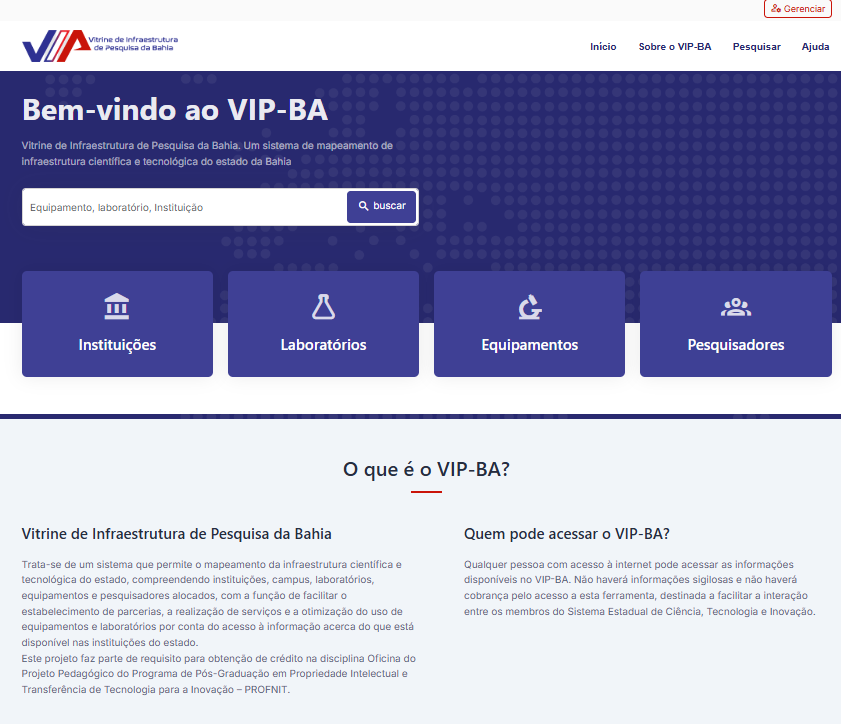 Gerenciar
Vitrine de Infraestrutura
de Pesquisa da Bahia
Início Sobre o VIP-BA Pesquisar Ajuda
Bem-vindo ao VIP-BA
Vitrine de Infraestrutura de Pesquisa da Bahia. Um sistema de mapeamento de
infraestrutura científica e tecnológica do estado da Bahia
Equipamento, laboratório, Instituição buscar
Instituições Laboratórios Equipamentos Pesquisadores
O que é o VIP-BA?
Vitrine de Infraestrutura de Pesquisa da Bahia
Trata-se de um sistema que permite o mapeamento da infraestrutura científica e
tecnológica do estado, compreendendo instituições, campus, laboratórios,
equipamentos e pesquisadores alocados, com a função de facilitar o
estabelecimento de parcerias, a realização de serviços e a otimização do uso de
equipamentos e laboratórios por conta do acesso à informação acerca do que está
disponível nas instituições do estado.
Este projeto faz parte de requisito para obtenção de crédito na disciplina Oficina do
Projeto Pedagógico do Programa de Pós-Graduação em Propriedade Intelectual e
Transferência de Tecnologia para a Inovação – PROFNIT.
Quem pode acessar o VIP-BA?
Qualquer pessoa com acesso à internet pode acessar as informações
disponíveis no VIP-BA. Não haverá informações sigilosas e não haverá
cobrança pelo acesso a esta ferramenta, destinada a facilitar a interação
entre os membros do Sistema Estadual de Ciência, Tecnologia e Inovação.